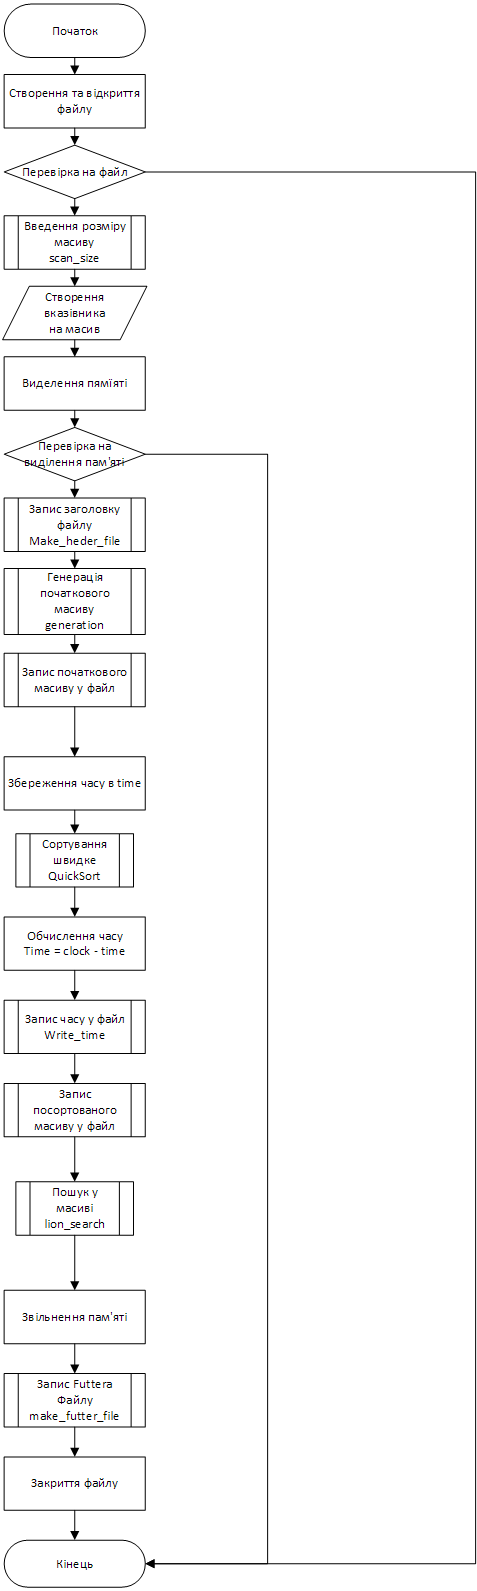 Початок
Створення та відкриття
файлу
Перевірка на файл
Введення розміру
масиву
scan_size
Створення
вказівника
на масив
Виделення пям'іяті
Перевірка на
виділення пам'яті
Запис заголовку
файлу
Make_heder_file
Генерація
початкового
масиву
generation
Запис початкового
масиву у файл
Збереження часу в time
Сортування
швидке
QuickSort
Обчислення часу
Time = clock - time
Запис часу у файл
Write_time
Запис
посортованого
масиву у файл
Пошук у
масиві
lion_search
Звільнення пам'яті
Запис Futtera
Файлу
make_futter_file
Закриття файлу
Кінець